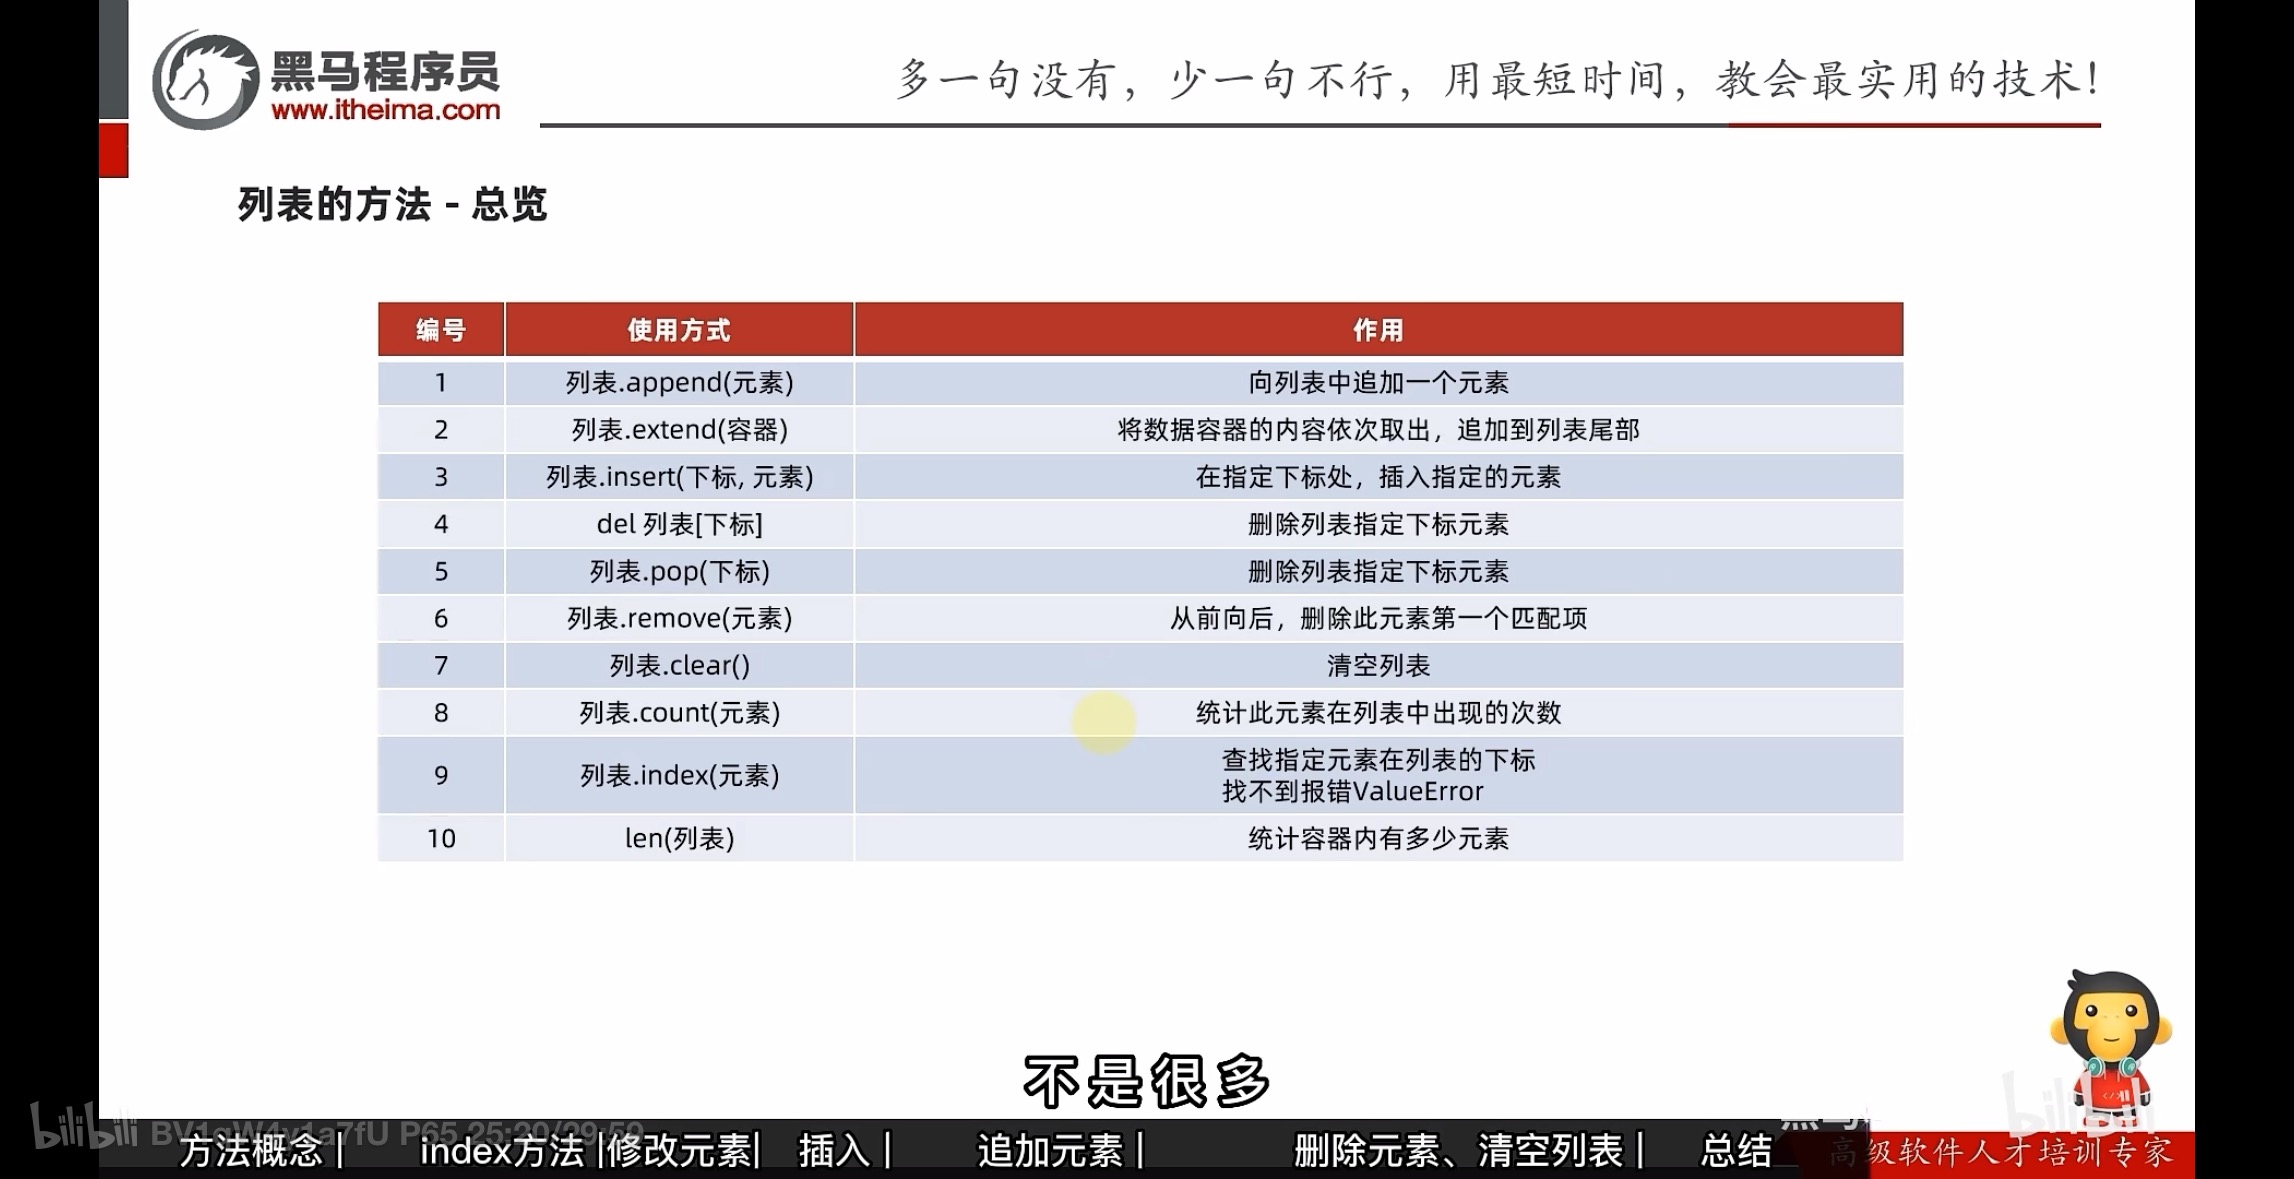 黑马程序员
www.itheima.com
多一句没有，少一句不行，用最短时间，教会最实用的技术！
列表的方法 - 总览
编号 使用方式 作用
1 列表.append(元素) 向列表中追加一个元素
2 列表.extend(容器) 将数据容器的内容依次取出，追加到列表尾部
3 列表.insert(下标, 元素) 在指定下标处，插入指定的元素
4 del 列表[下标] 删除列表指定下标元素
5 列表.pop(下标) 删除列表指定下标元素
6 列表.remove(元素) 从前向后，删除此元素第一个匹配项
7 列表.clear() 清空列表
8 列表.count(元素) 统计此元素在列表中出现的次数
9 列表.index(元素) 查找指定元素在列表的下标
找不到报错ValueError
10 len(列表) 统计容器内有多少元素
不是很多
bilibili P65 25:20/29:59
bilibili
方法概念 | index方法 |修改元素| 插入 | 追加元素 | 删除元素、清空列表 | 总结
高级软件人才培训专家